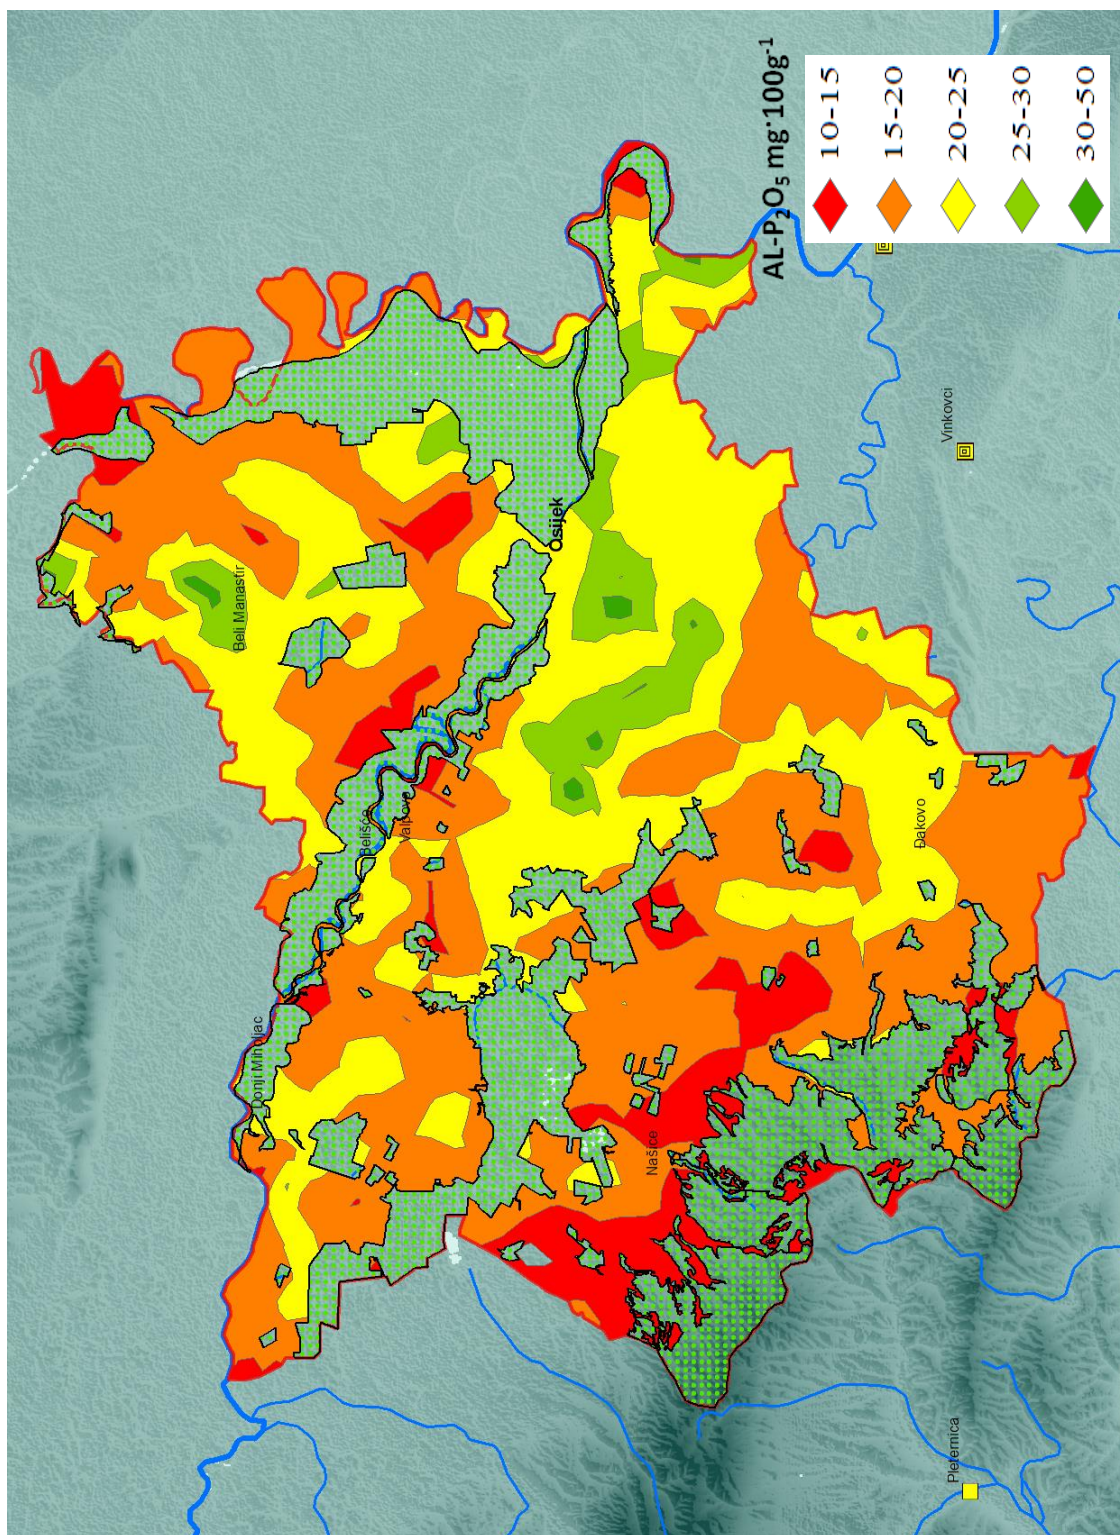 Beli Manastir
Donji Miholjac
Belišće
Valpovo
Osijek
Našice
Đakovo
Vinkovci
Pleternica
AL-P₂O₅ mg·100g⁻¹
10-15
15-20
20-25
25-30
30-50